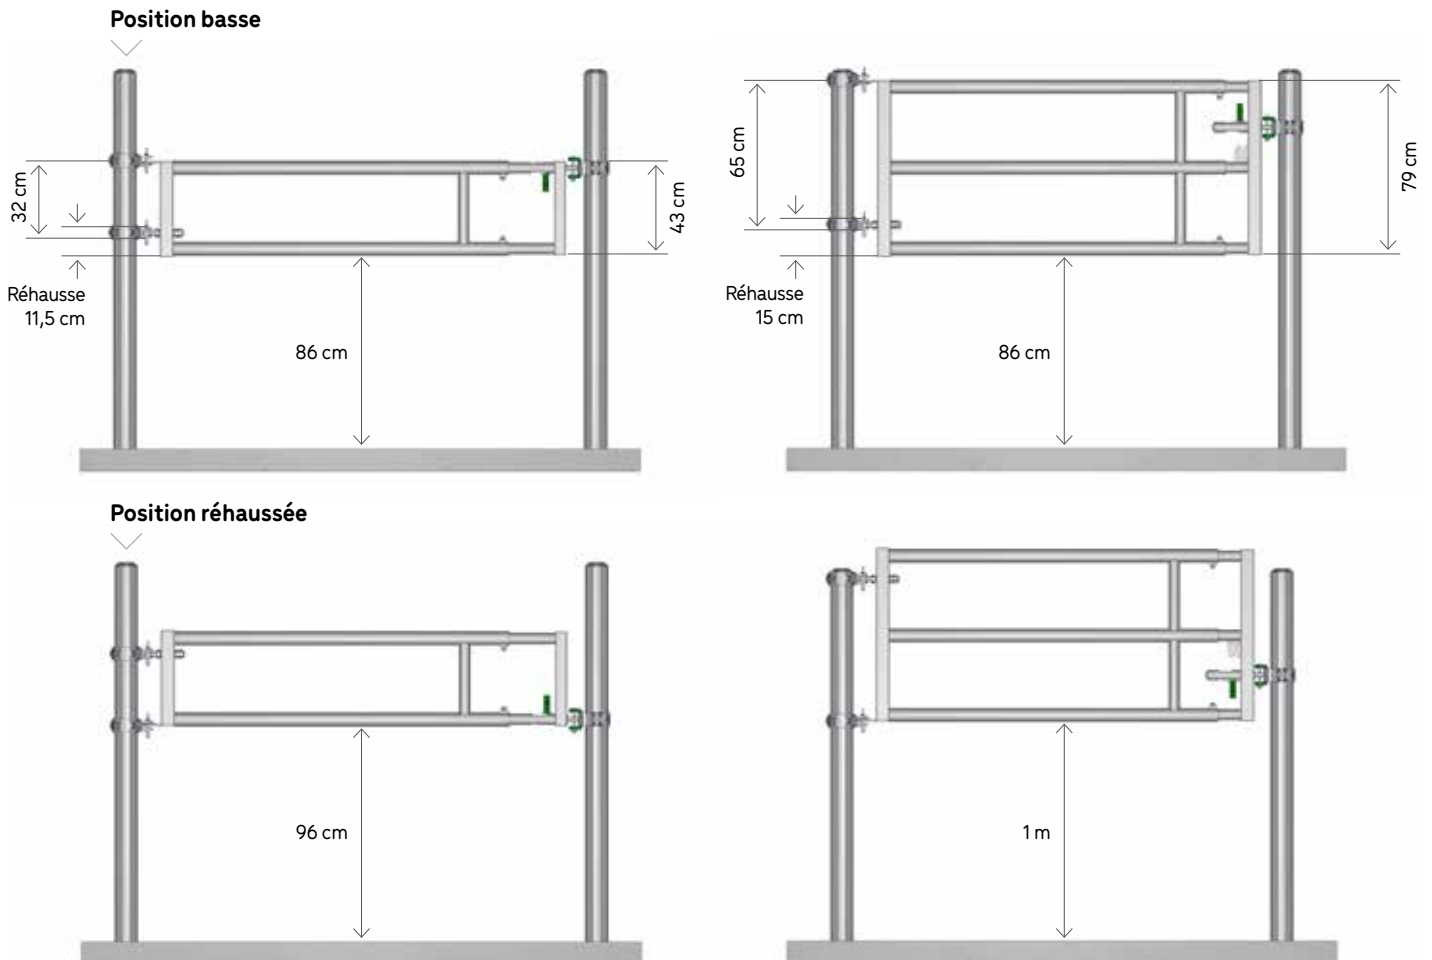 Position basse
32 cm
43 cm
Réhausse
11,5 cm
86 cm
65 cm
79 cm
Réhausse
15 cm
86 cm
Position réhaussée
96 cm
1 m